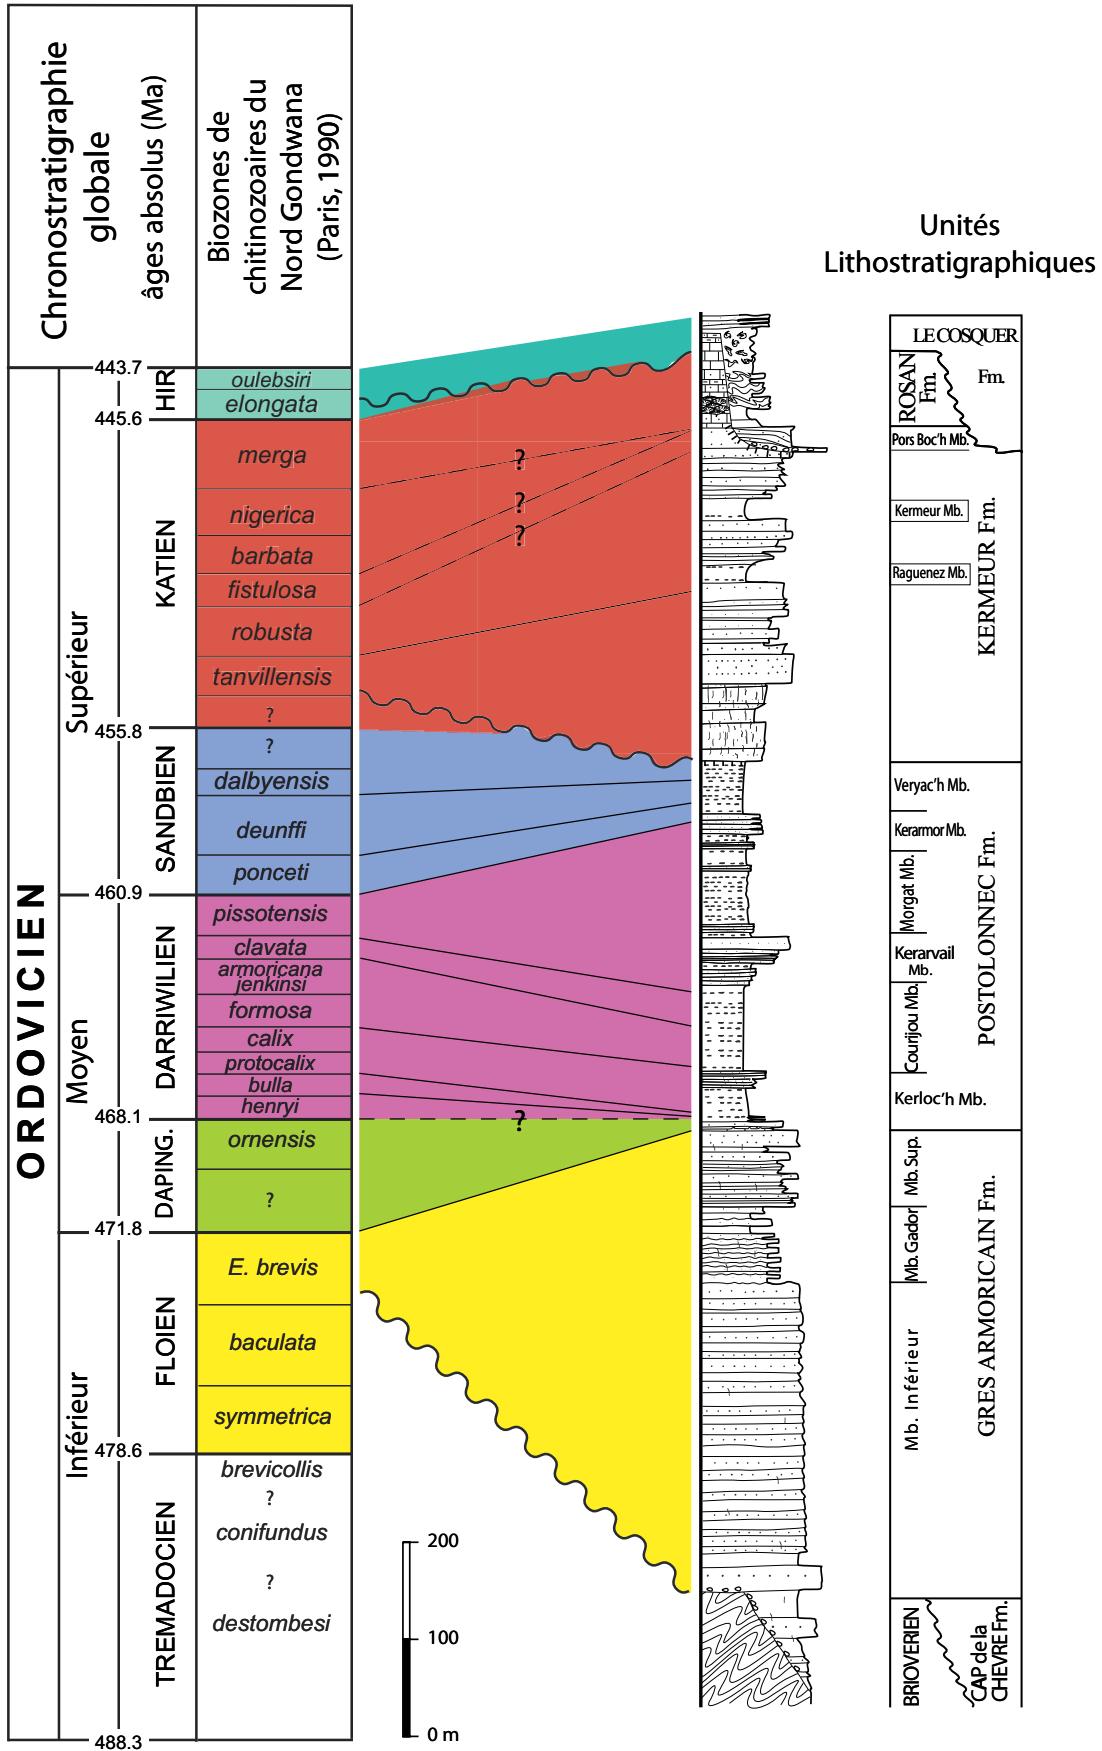 Chronostratigraphie
globale
âges absolus (Ma)
Biozones de
chitinozoaires du
Nord Gondwana
(Paris, 1990)
Unités
Lithostratigraphiques
ORDOVICIEN
Supérieur
Moyen
Inférieur
443.7
445.6
455.8
460.9
468.1
471.8
478.6
488.3
HIR
KATIEN
SANDBIEN
DARRIWILIEN
DAPING.
FLOIEN
TREMADOCIEN
oulebsiri
elongata
merga
nigerica
barbata
fistulosa
robusta
tanvillensis
?
?
dalbyensis
deunffi
ponceti
pissotensis
clavata
armoricana
jenkinsi
formosa
calix
protocalix
bulla
henryi
ornensis
?
E. brevis
baculata
symmetrica
brevicollis
?
conifundus
?
destombesi
?
?
?
?
200
100
0 m
LE COSQUER
Fm.
ROSAN
Fm.
Pors Boc'h Mb.
Kermeur Mb.
Raguenez Mb.
KERMEUR Fm.
Veryac'h Mb.
Kerarmor Mb.
Morgat Mb.
Kerarvail
Mb.
Courijou Mb.
Kerloc'h Mb.
POSTOLONNEC Fm.
Mb. Sup.
Mb. Gador
Mb. Inférieur
GRES ARMORICAIN Fm.
BRIOVERIEN
CAP de la
CHEVRE Fm.